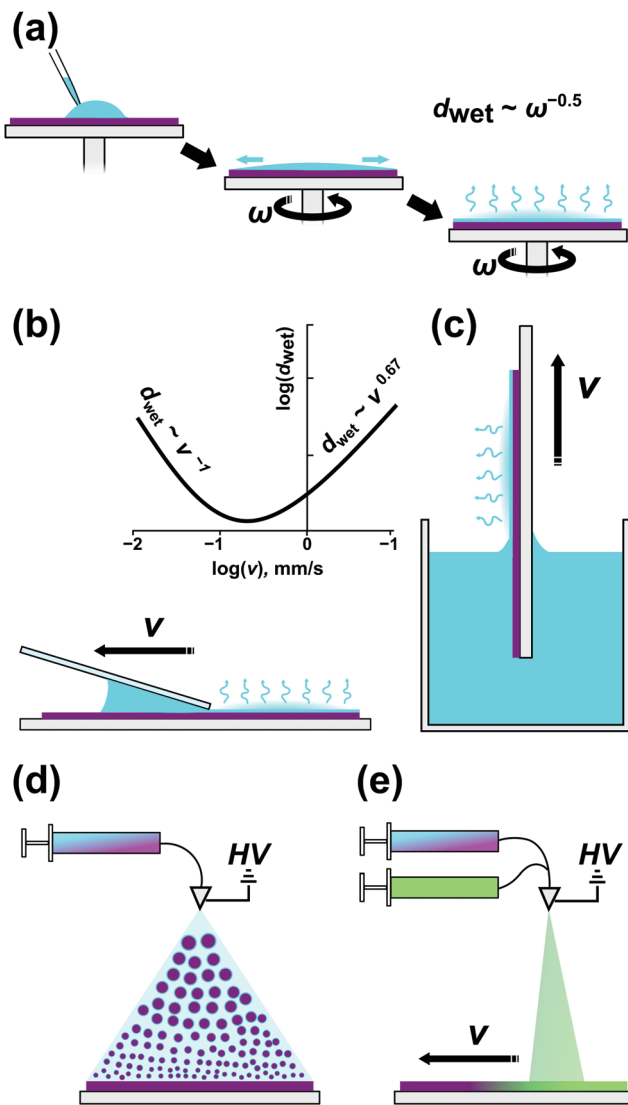 (a)
dwet ~ ω−0.5
ω
ω
(b)
log(dwet)
dwet ~ v−1
dwet ~ v0.67
−2
−1
0
−1
log(v), mm/s
v
(c)
v
(d)
HV
(e)
HV
v